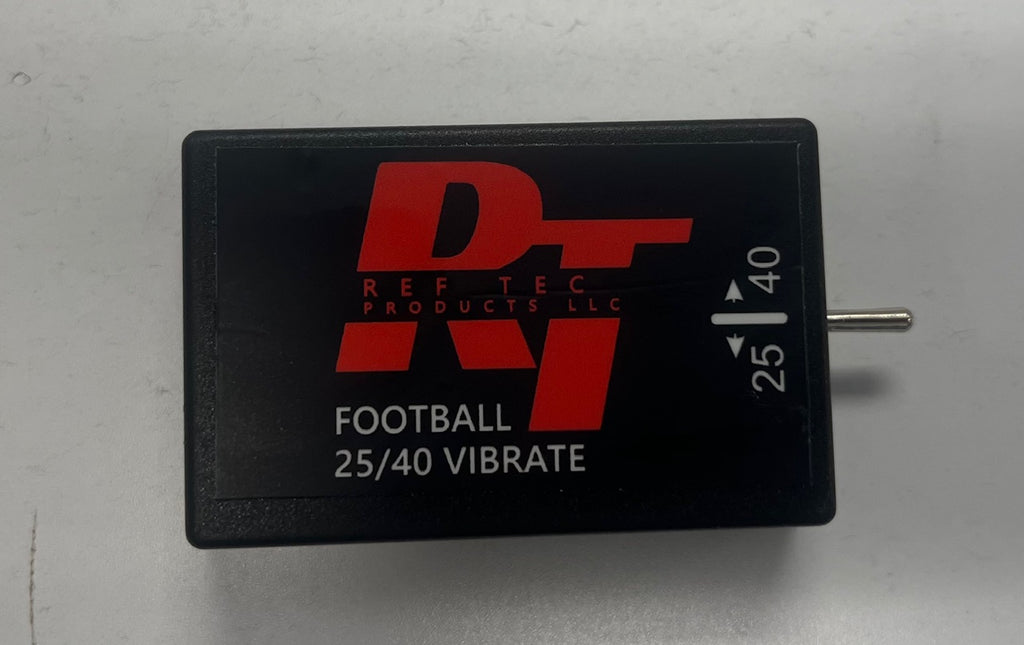 RT
REF TEC
PRODUCTS LLC
FOOTBALL
25/40 VIBRATE
25 40